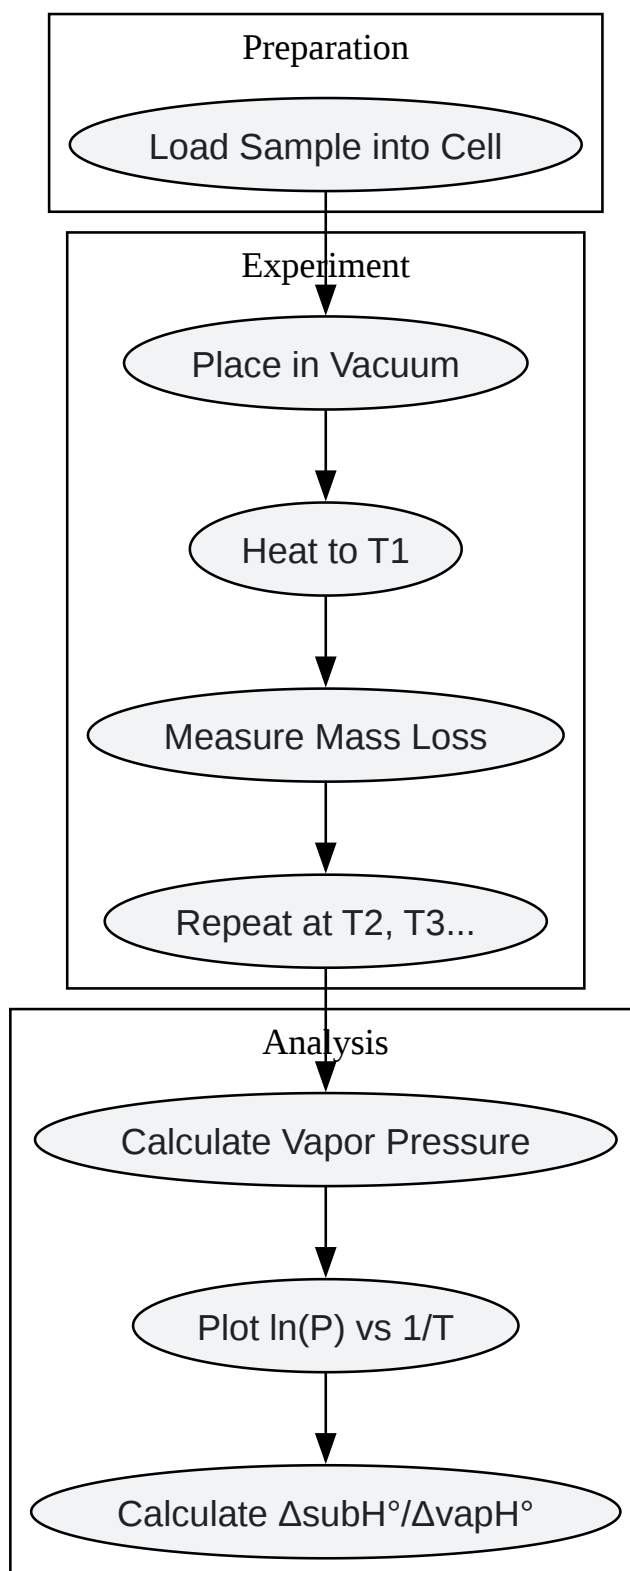 Preparation
Load Sample into Cell
Experiment
Place in Vacuum
Heat to T1
Measure Mass Loss
Repeat at T2, T3...
Analysis
Calculate Vapor Pressure
Plot ln(P) vs 1/T
Calculate ΔsubH°/ΔvapH°